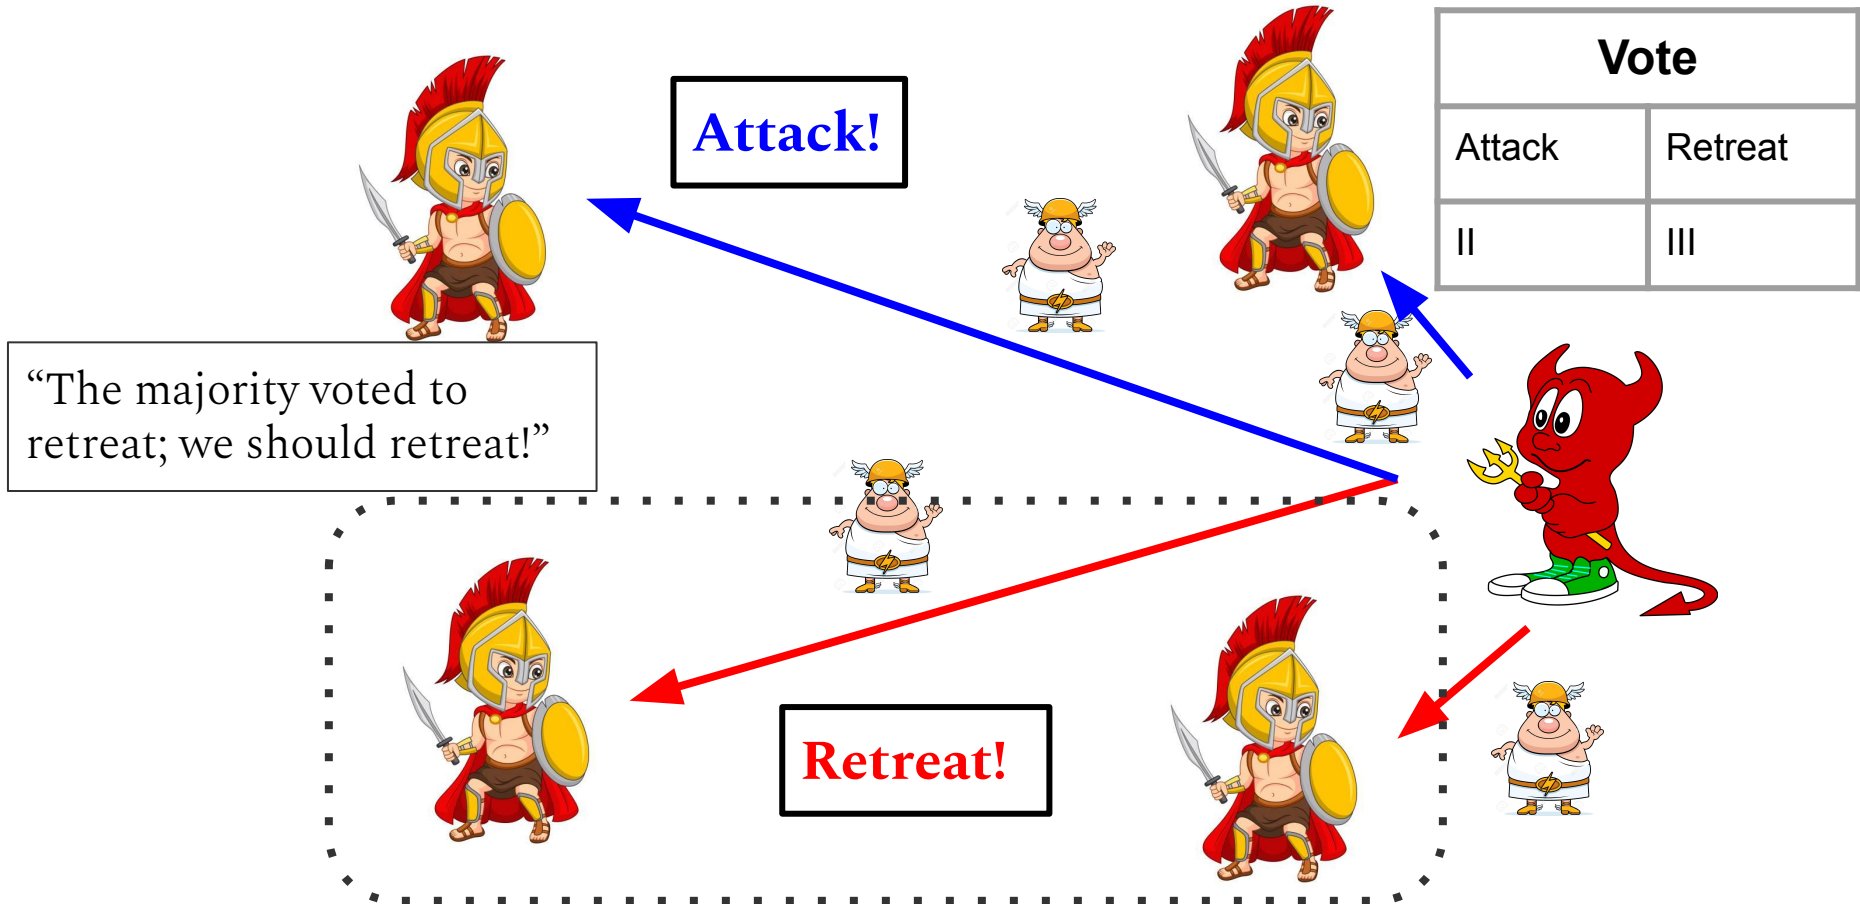 Attack!
Vote
Attack Retreat
II III
“The majority voted to
retreat; we should retreat!”
Retreat!